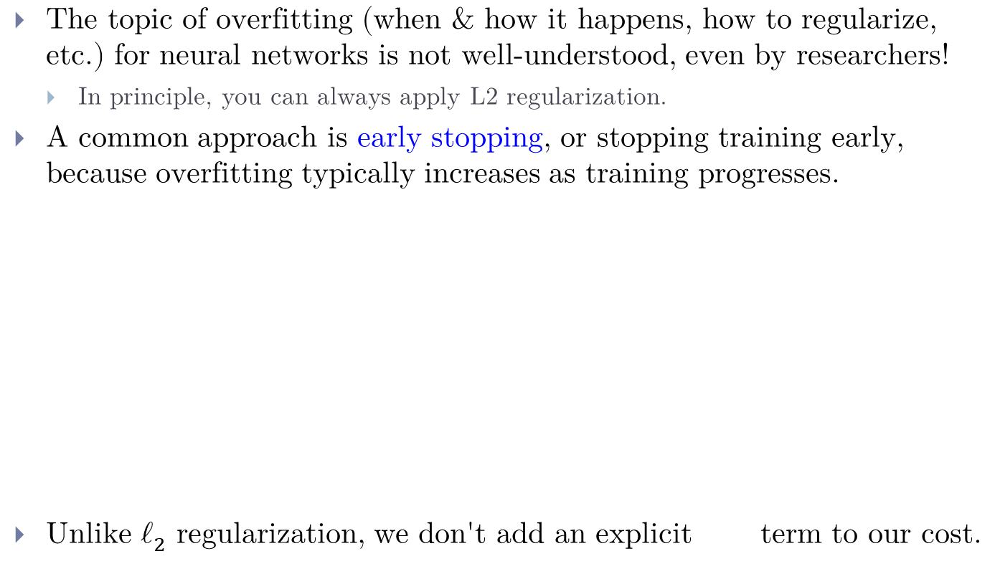 The topic of overfitting (when & how it happens, how to regularize,
etc.) for neural networks is not well-understood, even by researchers!
In principle, you can always apply L2 regularization.
A common approach is early stopping, or stopping training early,
because overfitting typically increases as training progresses.
Unlike ℓ₂ regularization, we don't add an explicit term to our cost.